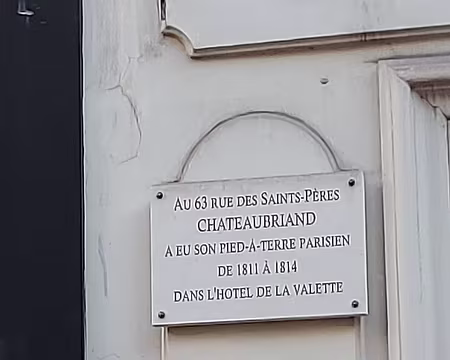 AU 63 RUE DES SAINTS-PÈRES
CHATEAUBRIAND
A EU SON PIED-À-TERRE PARISIEN
DE 1811 À 1814
DANS L'HOTEL DE LA VALETTE